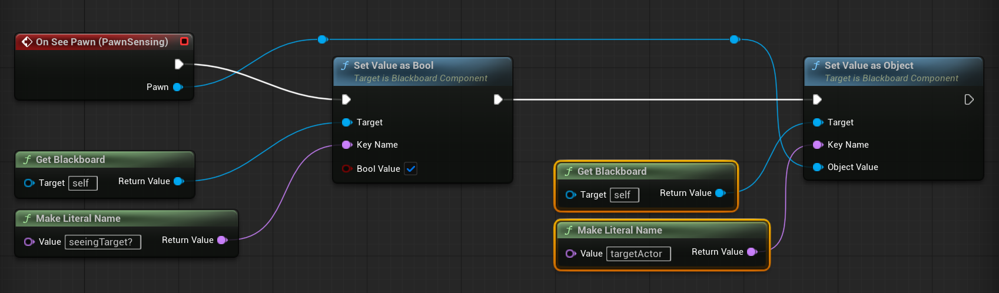 On See Pawn (PawnSensing)
Pawn
Set Value as Bool
Target is Blackboard Component
Target
Key Name
Bool Value
Get Blackboard
Target self Return Value
Make Literal Name
Value seeingTarget? Return Value
Get Blackboard
Target self Return Value
Make Literal Name
Value targetActor Return Value
Set Value as Object
Target is Blackboard Component
Target
Key Name
Object Value